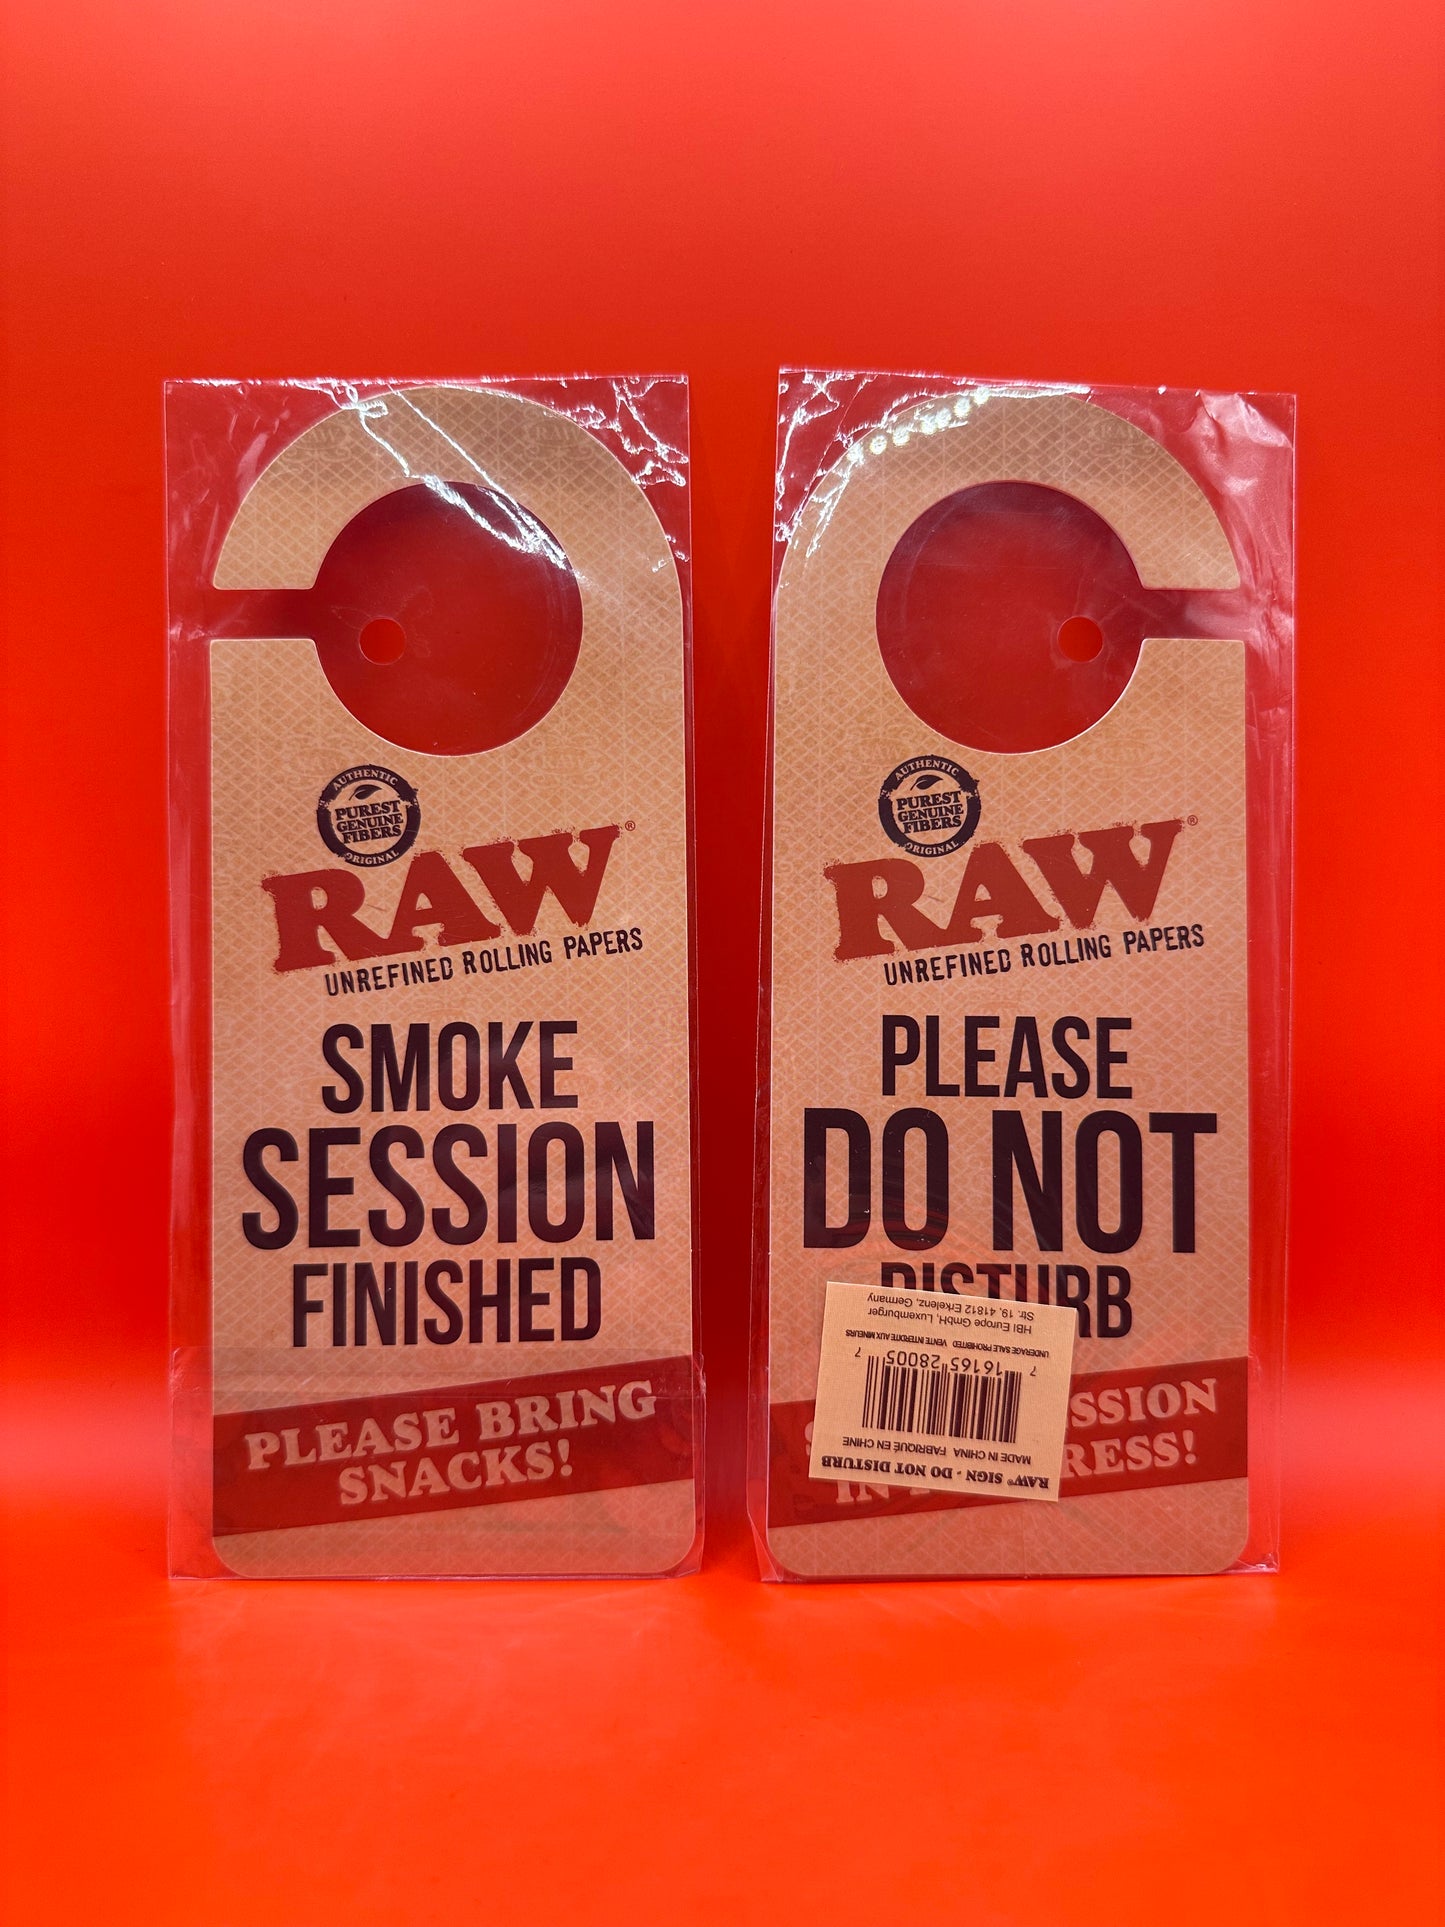 AUTHENTIC
PUREST
GENUINE
FIBERS
ORIGINAL
RAW®
UNREFINED ROLLING PAPERS
SMOKE
SESSION
FINISHED
PLEASE BRING
SNACKS!
AUTHENTIC
PUREST
GENUINE
FIBERS
ORIGINAL
RAW®
UNREFINED ROLLING PAPERS
PLEASE
DO NOT
DISTURB
SSION
IN RESS!
RAW® SIGN - DO NOT DISTURB
MADE IN CHINA FABRIQUÉ EN CHINE
7 16165 28005 7
UNDERAGE SALE PROHIBITED VENTE INTERDITE AUX MINEURS
HBI Europe GmbH, Luxemburger
Str. 19, 41812 Erkelenz, Germany